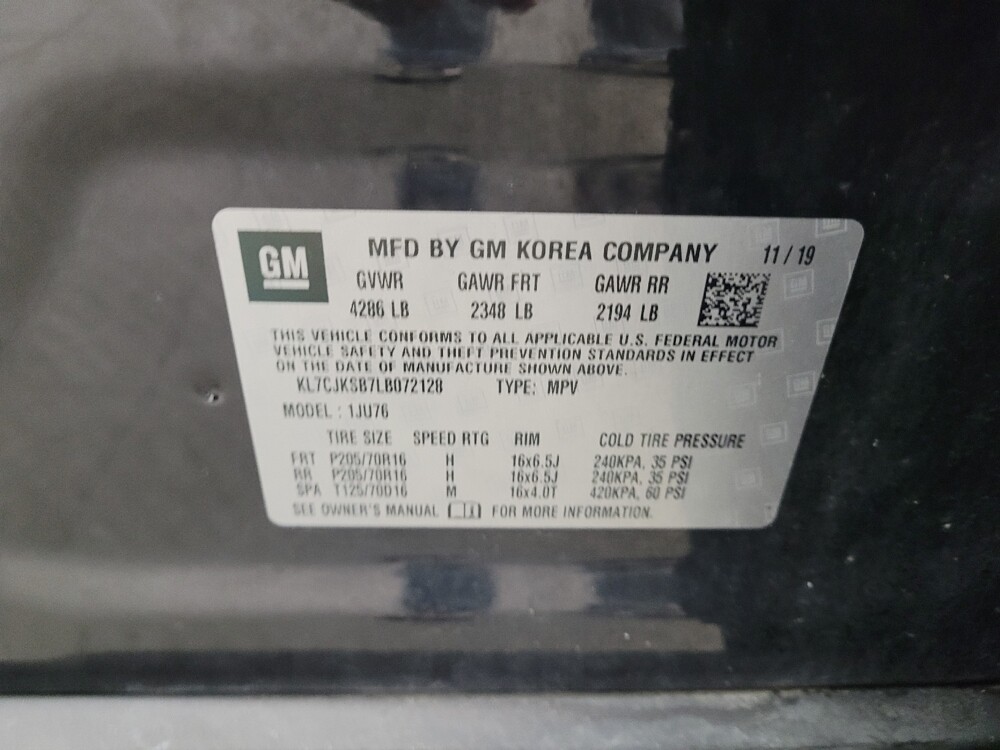 GM
MFD BY GM KOREA COMPANY 11 / 19
GVWR GAWR FRT GAWR RR
4286 LB 2348 LB 2194 LB
THIS VEHICLE CONFORMS TO ALL APPLICABLE U.S. FEDERAL MOTOR
VEHICLE SAFETY AND THEFT PREVENTION STANDARDS IN EFFECT
ON THE DATE OF MANUFACTURE SHOWN ABOVE.
KL7CJKSB7LB072128 TYPE: MPV
MODEL : 1JU76
TIRE SIZE SPEED RTG RIM COLD TIRE PRESSURE
FRT P205/70R16 H 16x6.5J 240KPA, 35 PSI
RR P205/70R16 H 16x6.5J 240KPA, 35 PSI
SPA T125/70D16 M 16x4.0T 420KPA, 60 PSI
SEE OWNER'S MANUAL FOR MORE INFORMATION.